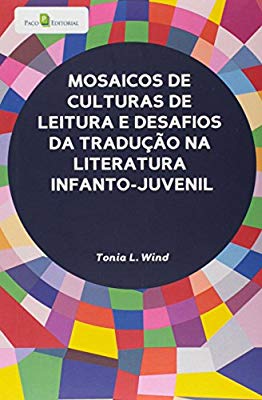 PACO EDITORIAL
MOSAICOS DE
CULTURAS DE
LEITURA E DESAFIOS
DA TRADUÇÃO NA
LITERATURA
INFANTO-JUVENIL
Tonia L. Wind